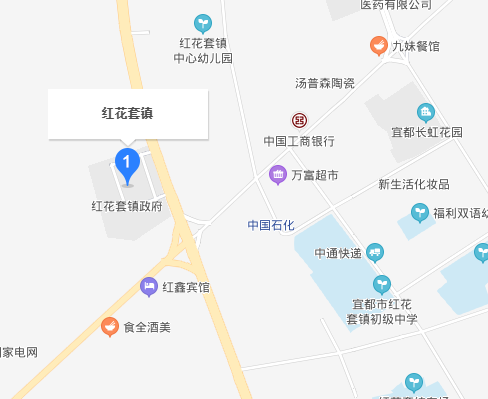 医药有限公司
九妹餐馆
红花套镇
中心幼儿园
汤普森陶瓷
红花套镇
中国工商银行
宜都长虹花园
1
万富超市
新生活化妆品
红花套镇政府
福利双语幼
中国石化
中通快递
红鑫宾馆
宜都市红花
套镇初级中学
食全酒美
家电网